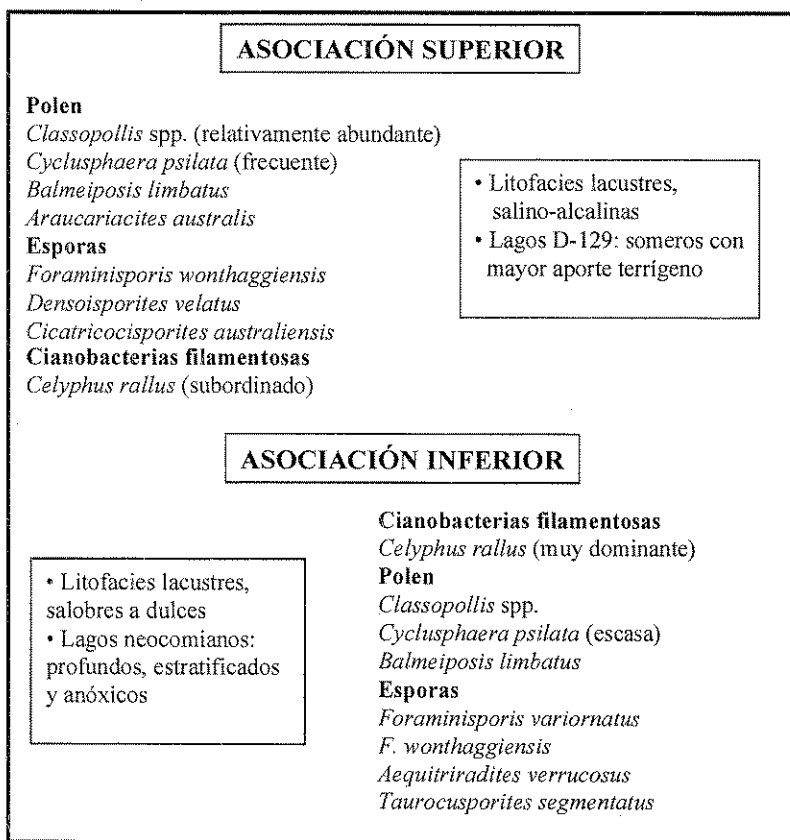 ASOCIACIÓN SUPERIOR
Polen
Classopollis spp. (relativamente abundante)
Cyclusphaera psilata (frecuente)
Balmeiposis limbatus
Araucariacites australis
Esporas
Foraminisporis wonthaggiensis
Densoisporites velatus
Cicatricocisporites australiensis
Cianobacterias filamentosas
Celyphus rallus (subordinado)
• Litofacies lacustres,
salino-alcalinas
• Lagos D-129: someros con
mayor aporte terrígeno
ASOCIACIÓN INFERIOR
• Litofacies lacustres,
salobres a dulces
• Lagos neocomianos:
profundos, estratificados
y anóxicos
Cianobacterias filamentosas
Celyphus rallus (muy dominante)
Polen
Classopollis spp.
Cyclusphaera psilata (escasa)
Balmeiposis limbatus
Esporas
Foraminisporis variornatus
F. wonthaggiensis
Aequitriradites verrucosus
Taurocusporites segmentatus